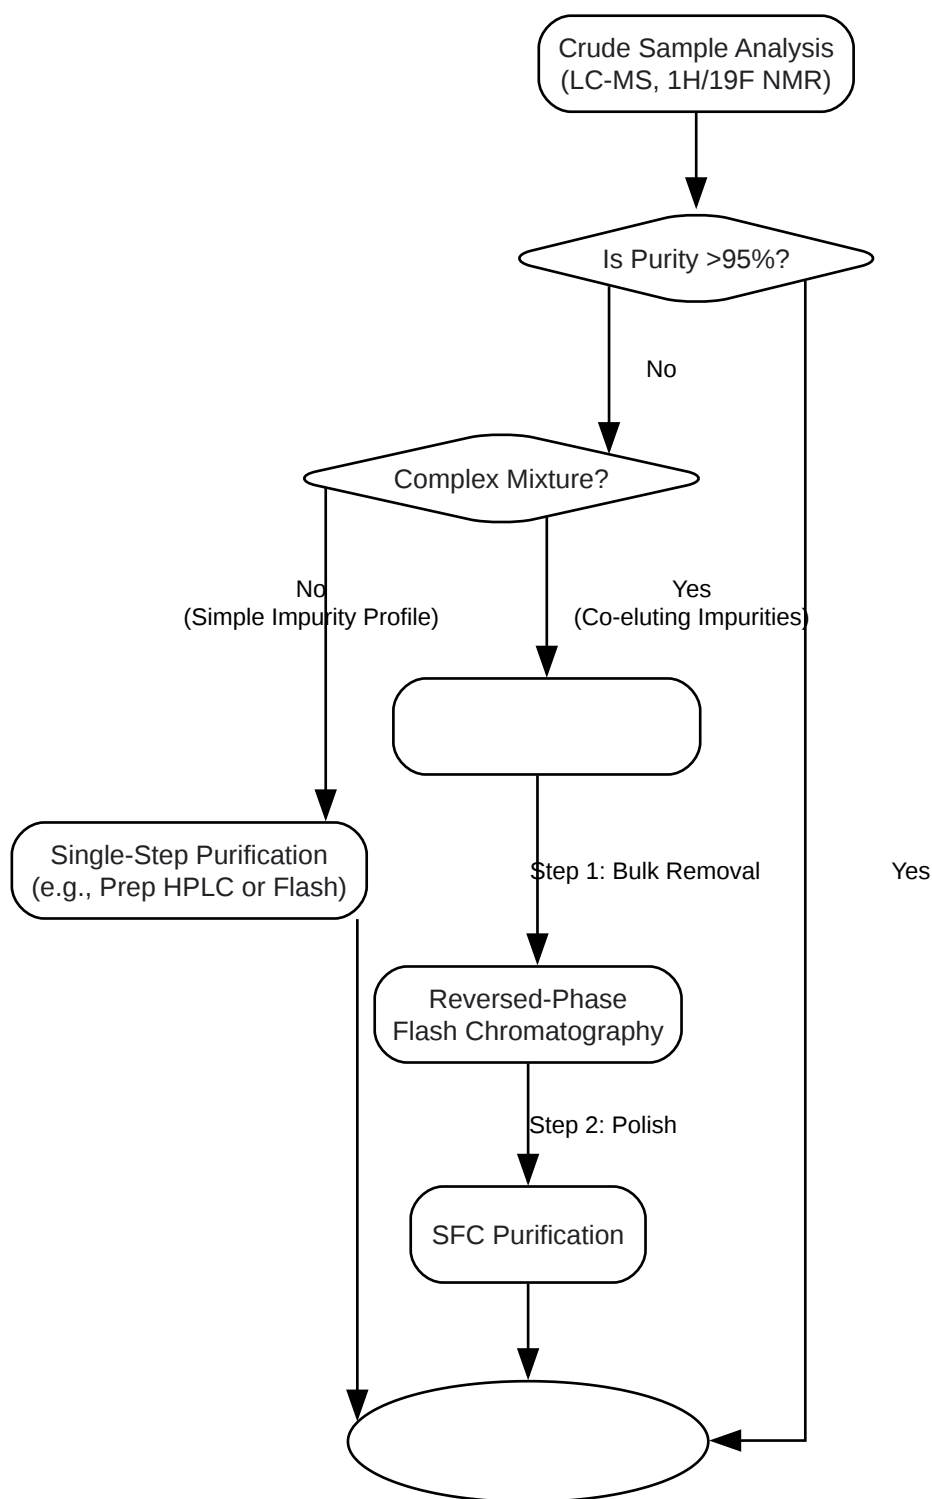 Crude Sample Analysis
(LC-MS, 1H/19F NMR)
Is Purity >95%?
No
Complex Mixture?
No
(Simple Impurity Profile)
Yes
(Co-eluting Impurities)
Single-Step Purification
(e.g., Prep HPLC or Flash)
Step 1: Bulk Removal
Yes
Reversed-Phase
Flash Chromatography
Step 2: Polish
SFC Purification